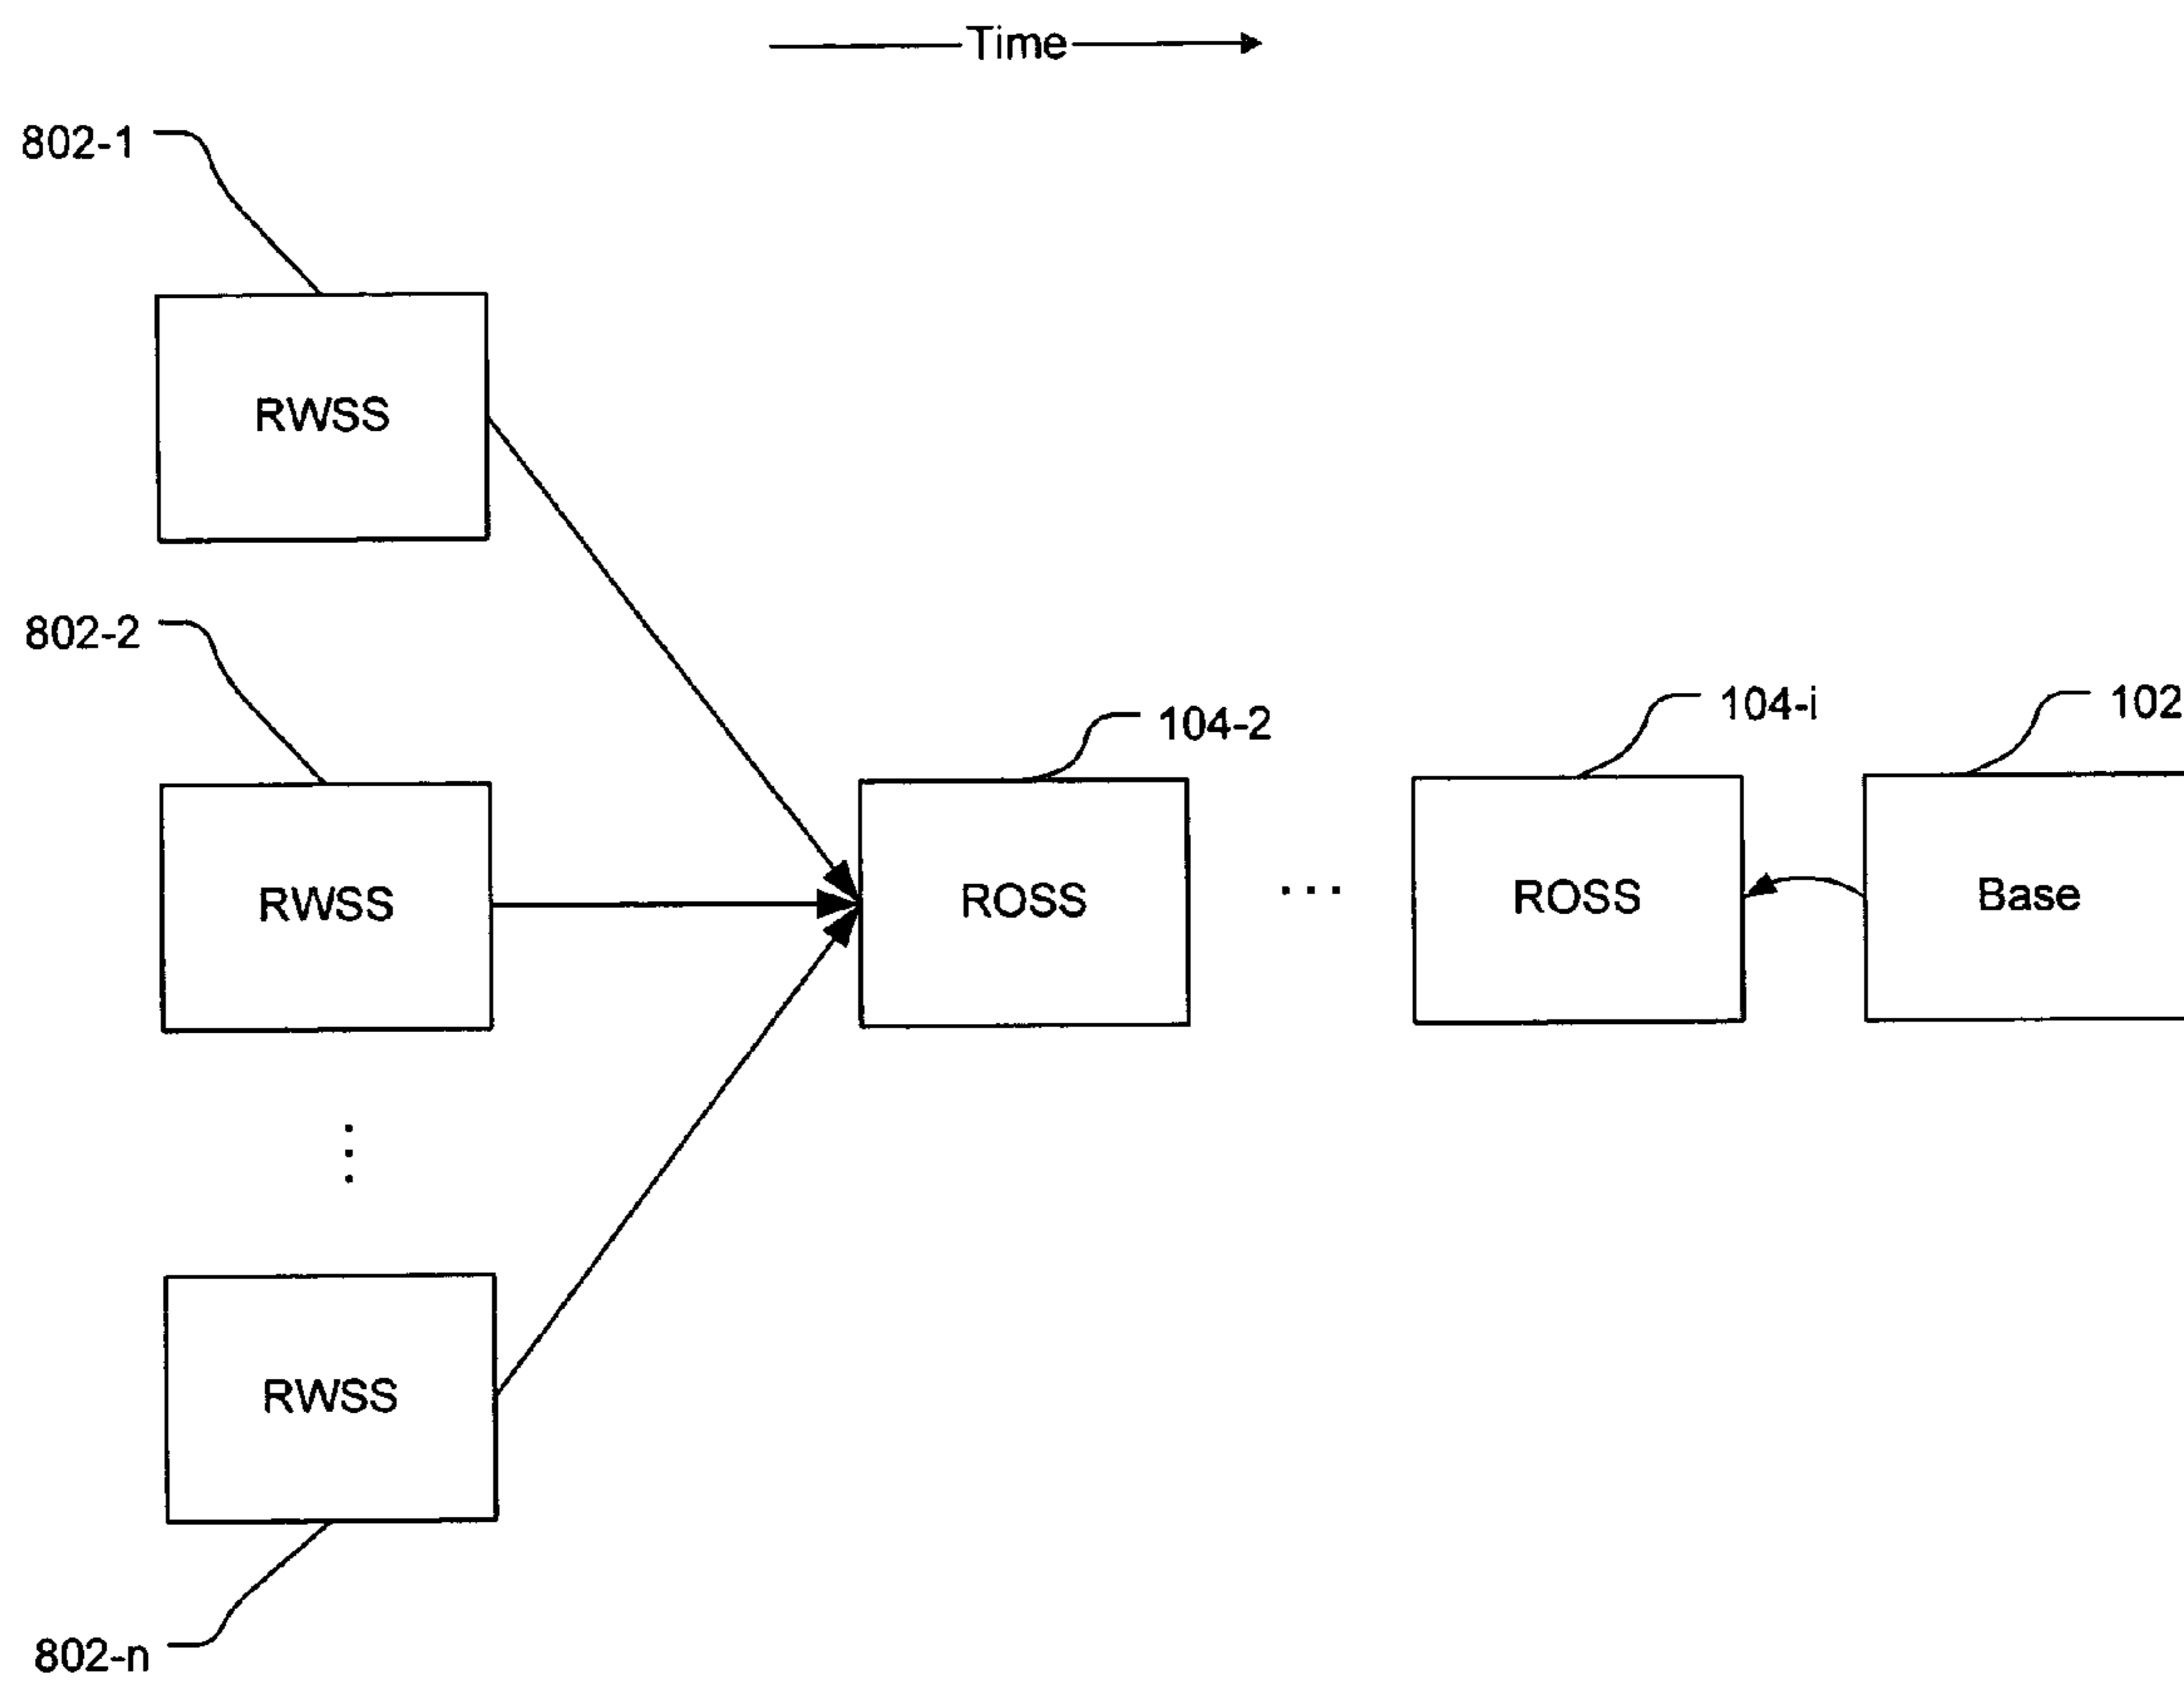 Time
802-1
RWSS
802-2
104-2
104-i
102
RWSS
ROSS
...
ROSS
Base
...
RWSS
802-n